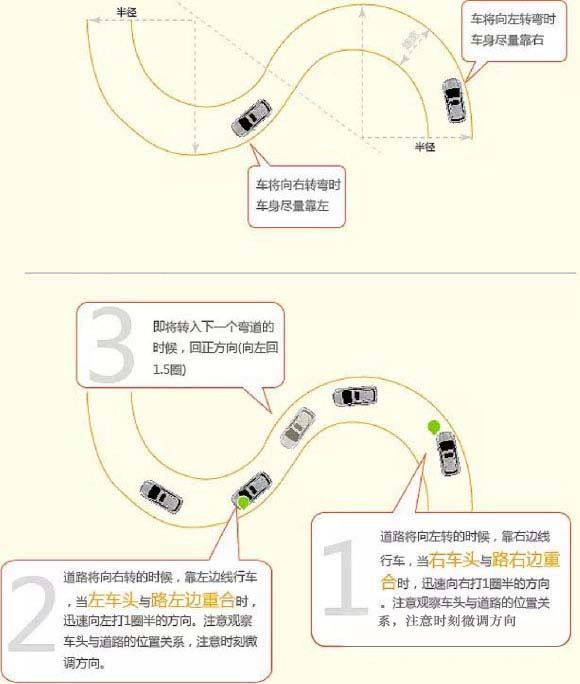 半径
车将向左转弯时
车身尽量靠右
半径
车将向右转弯时
车身尽量靠左
3
即将转入下一个弯道的
时候，回正方向(向左回
1.5圈)
1
道路将向左转的时候，靠右边线
行车，当右车头与路右边重
合时，迅速向右打1圈半的方向
。注意观察车头与道路的位置关
系，注意时刻微调方向
2
道路将向右转的时候，靠左边线行车
，当左车头与路左边重合时，
迅速向左打1圈半的方向。注意观察
车头与道路的位置关系，注意时刻微
调方向。